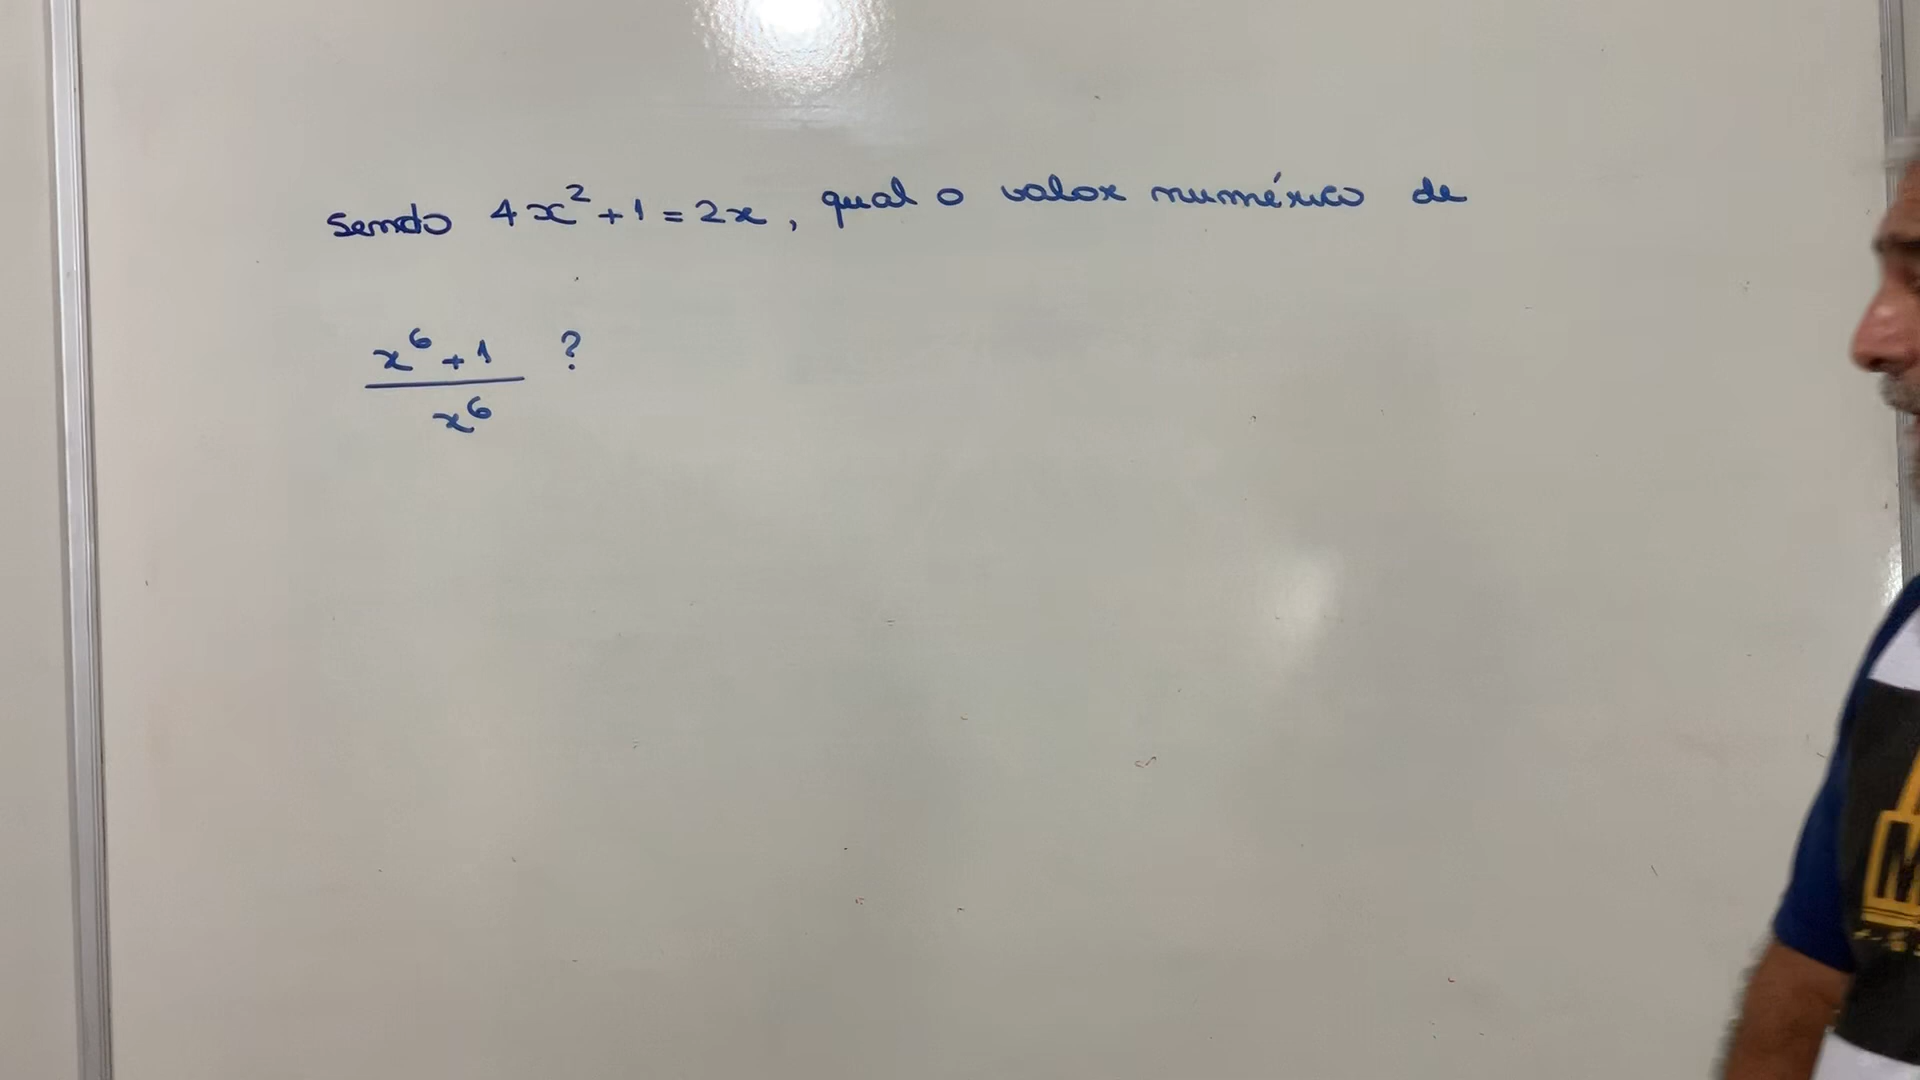 Sendo 4x²+1=2x, qual o valor numérico de
x⁶+1 ?
x⁶